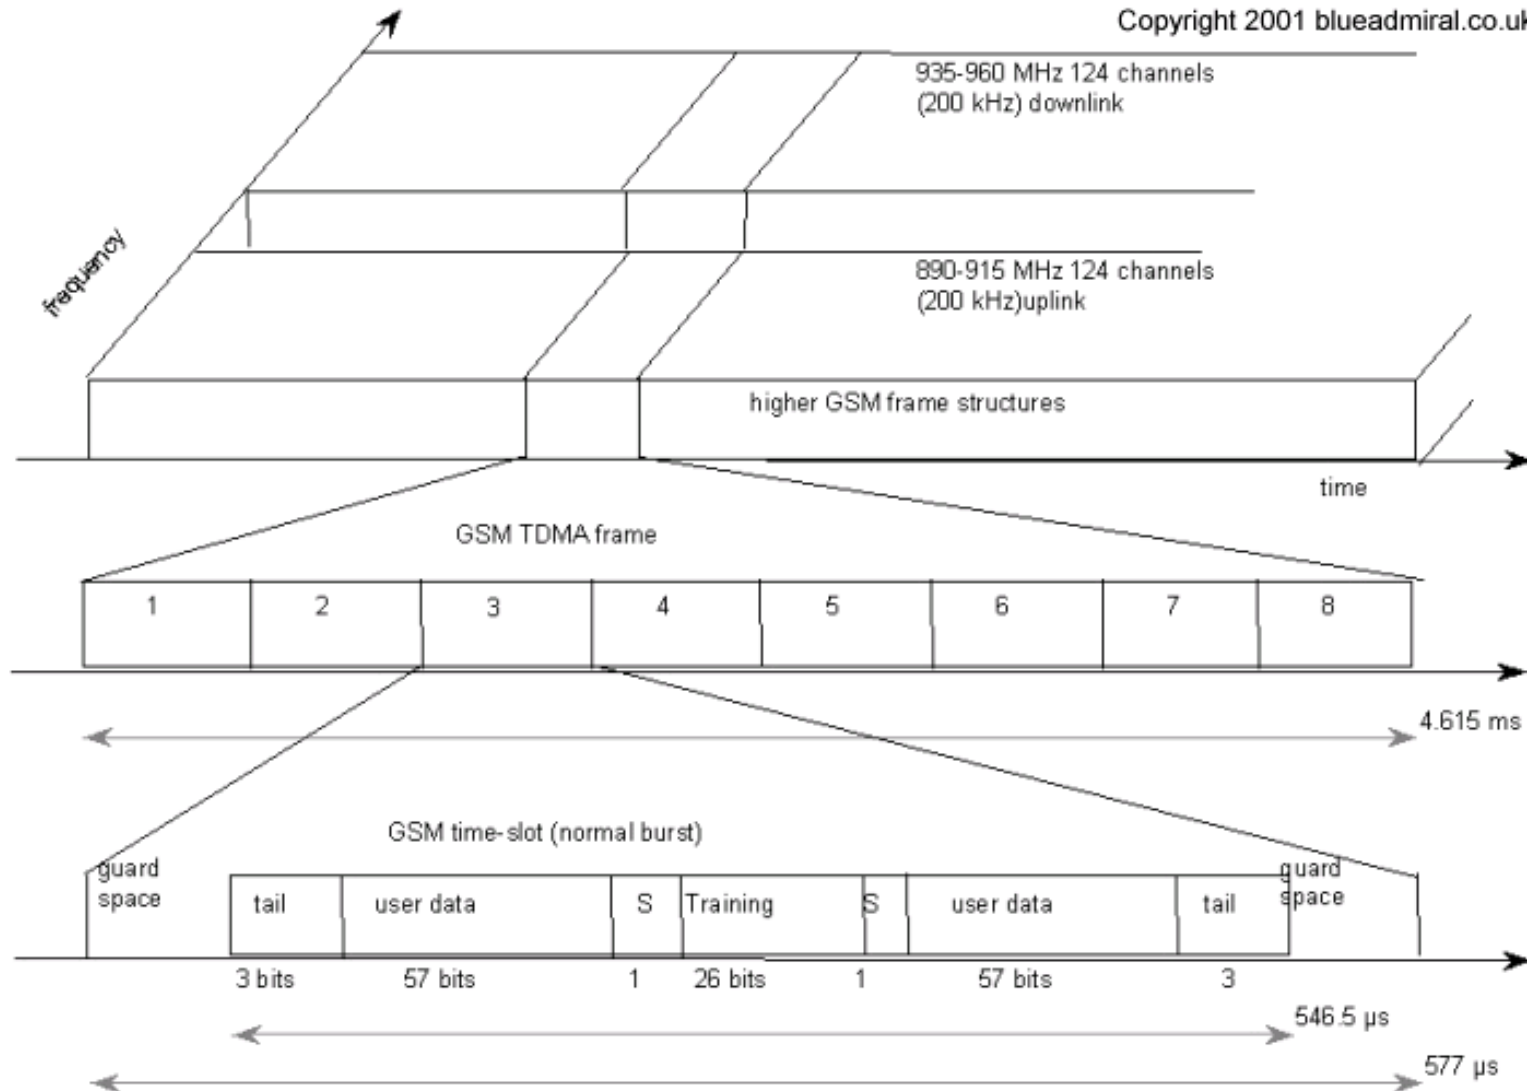 Copyright 2001 blueadmiral.co.uk
935-960 MHz 124 channels
(200 kHz) downlink
frequency
890-915 MHz 124 channels
(200 kHz)uplink
higher GSM frame structures
time
GSM TDMA frame
1 2 3 4 5 6 7 8
4.615 ms
GSM time-slot (normal burst)
guard
space
tail user data S Training S user data tail
guard
space
3 bits 57 bits 1 26 bits 1 57 bits 3
546.5 µs
577 µs